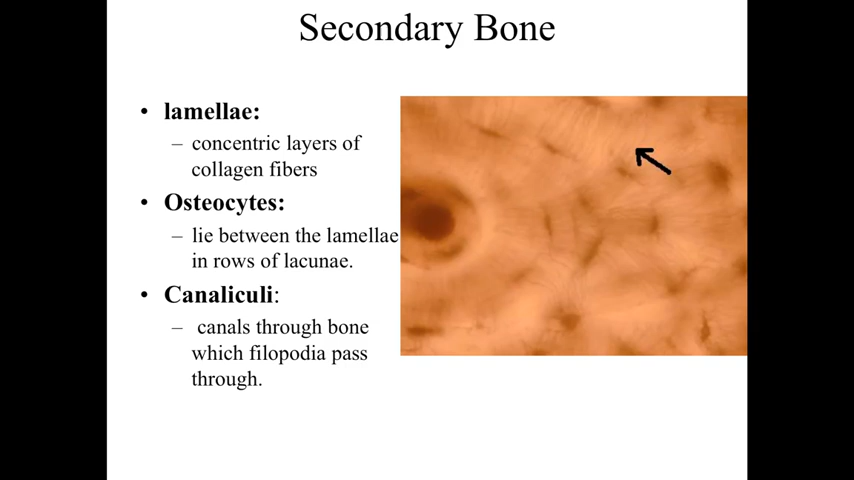 Secondary Bone
• lamellae:
– concentric layers of
collagen fibers
• Osteocytes:
– lie between the lamellae
in rows of lacunae.
• Canaliculi:
– canals through bone
which filopodia pass
through.